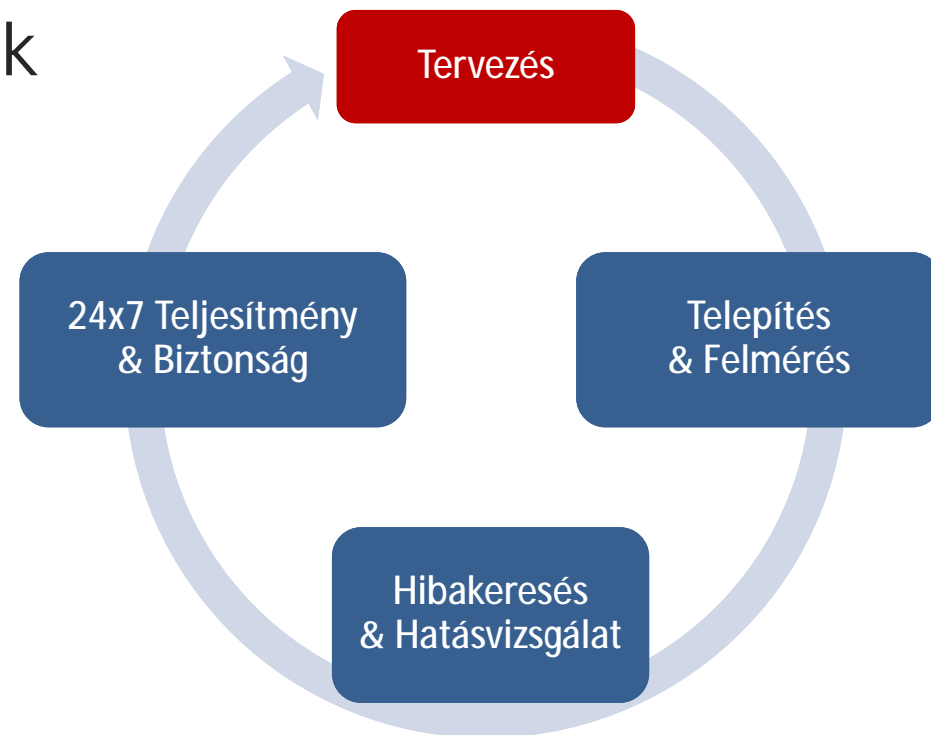 k
Tervezés
24x7 Teljesítmény
& Biztonság
Telepítés
& Felmérés
Hibakeresés
& Hatásvizsgálat